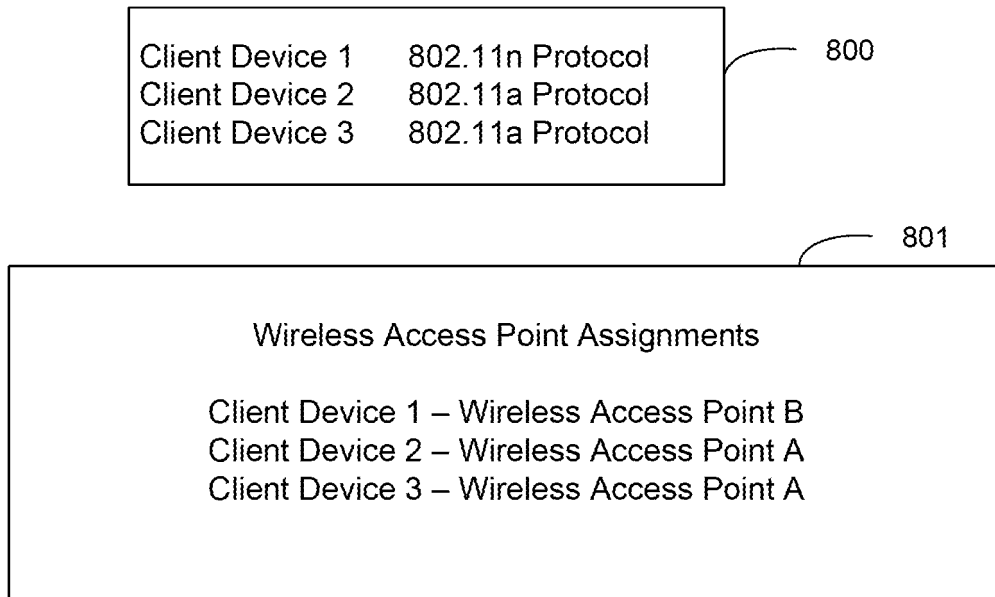 Client Device 1 802.11n Protocol
Client Device 2 802.11a Protocol
Client Device 3 802.11a Protocol
800
801
Wireless Access Point Assignments
Client Device 1 – Wireless Access Point B
Client Device 2 – Wireless Access Point A
Client Device 3 – Wireless Access Point A